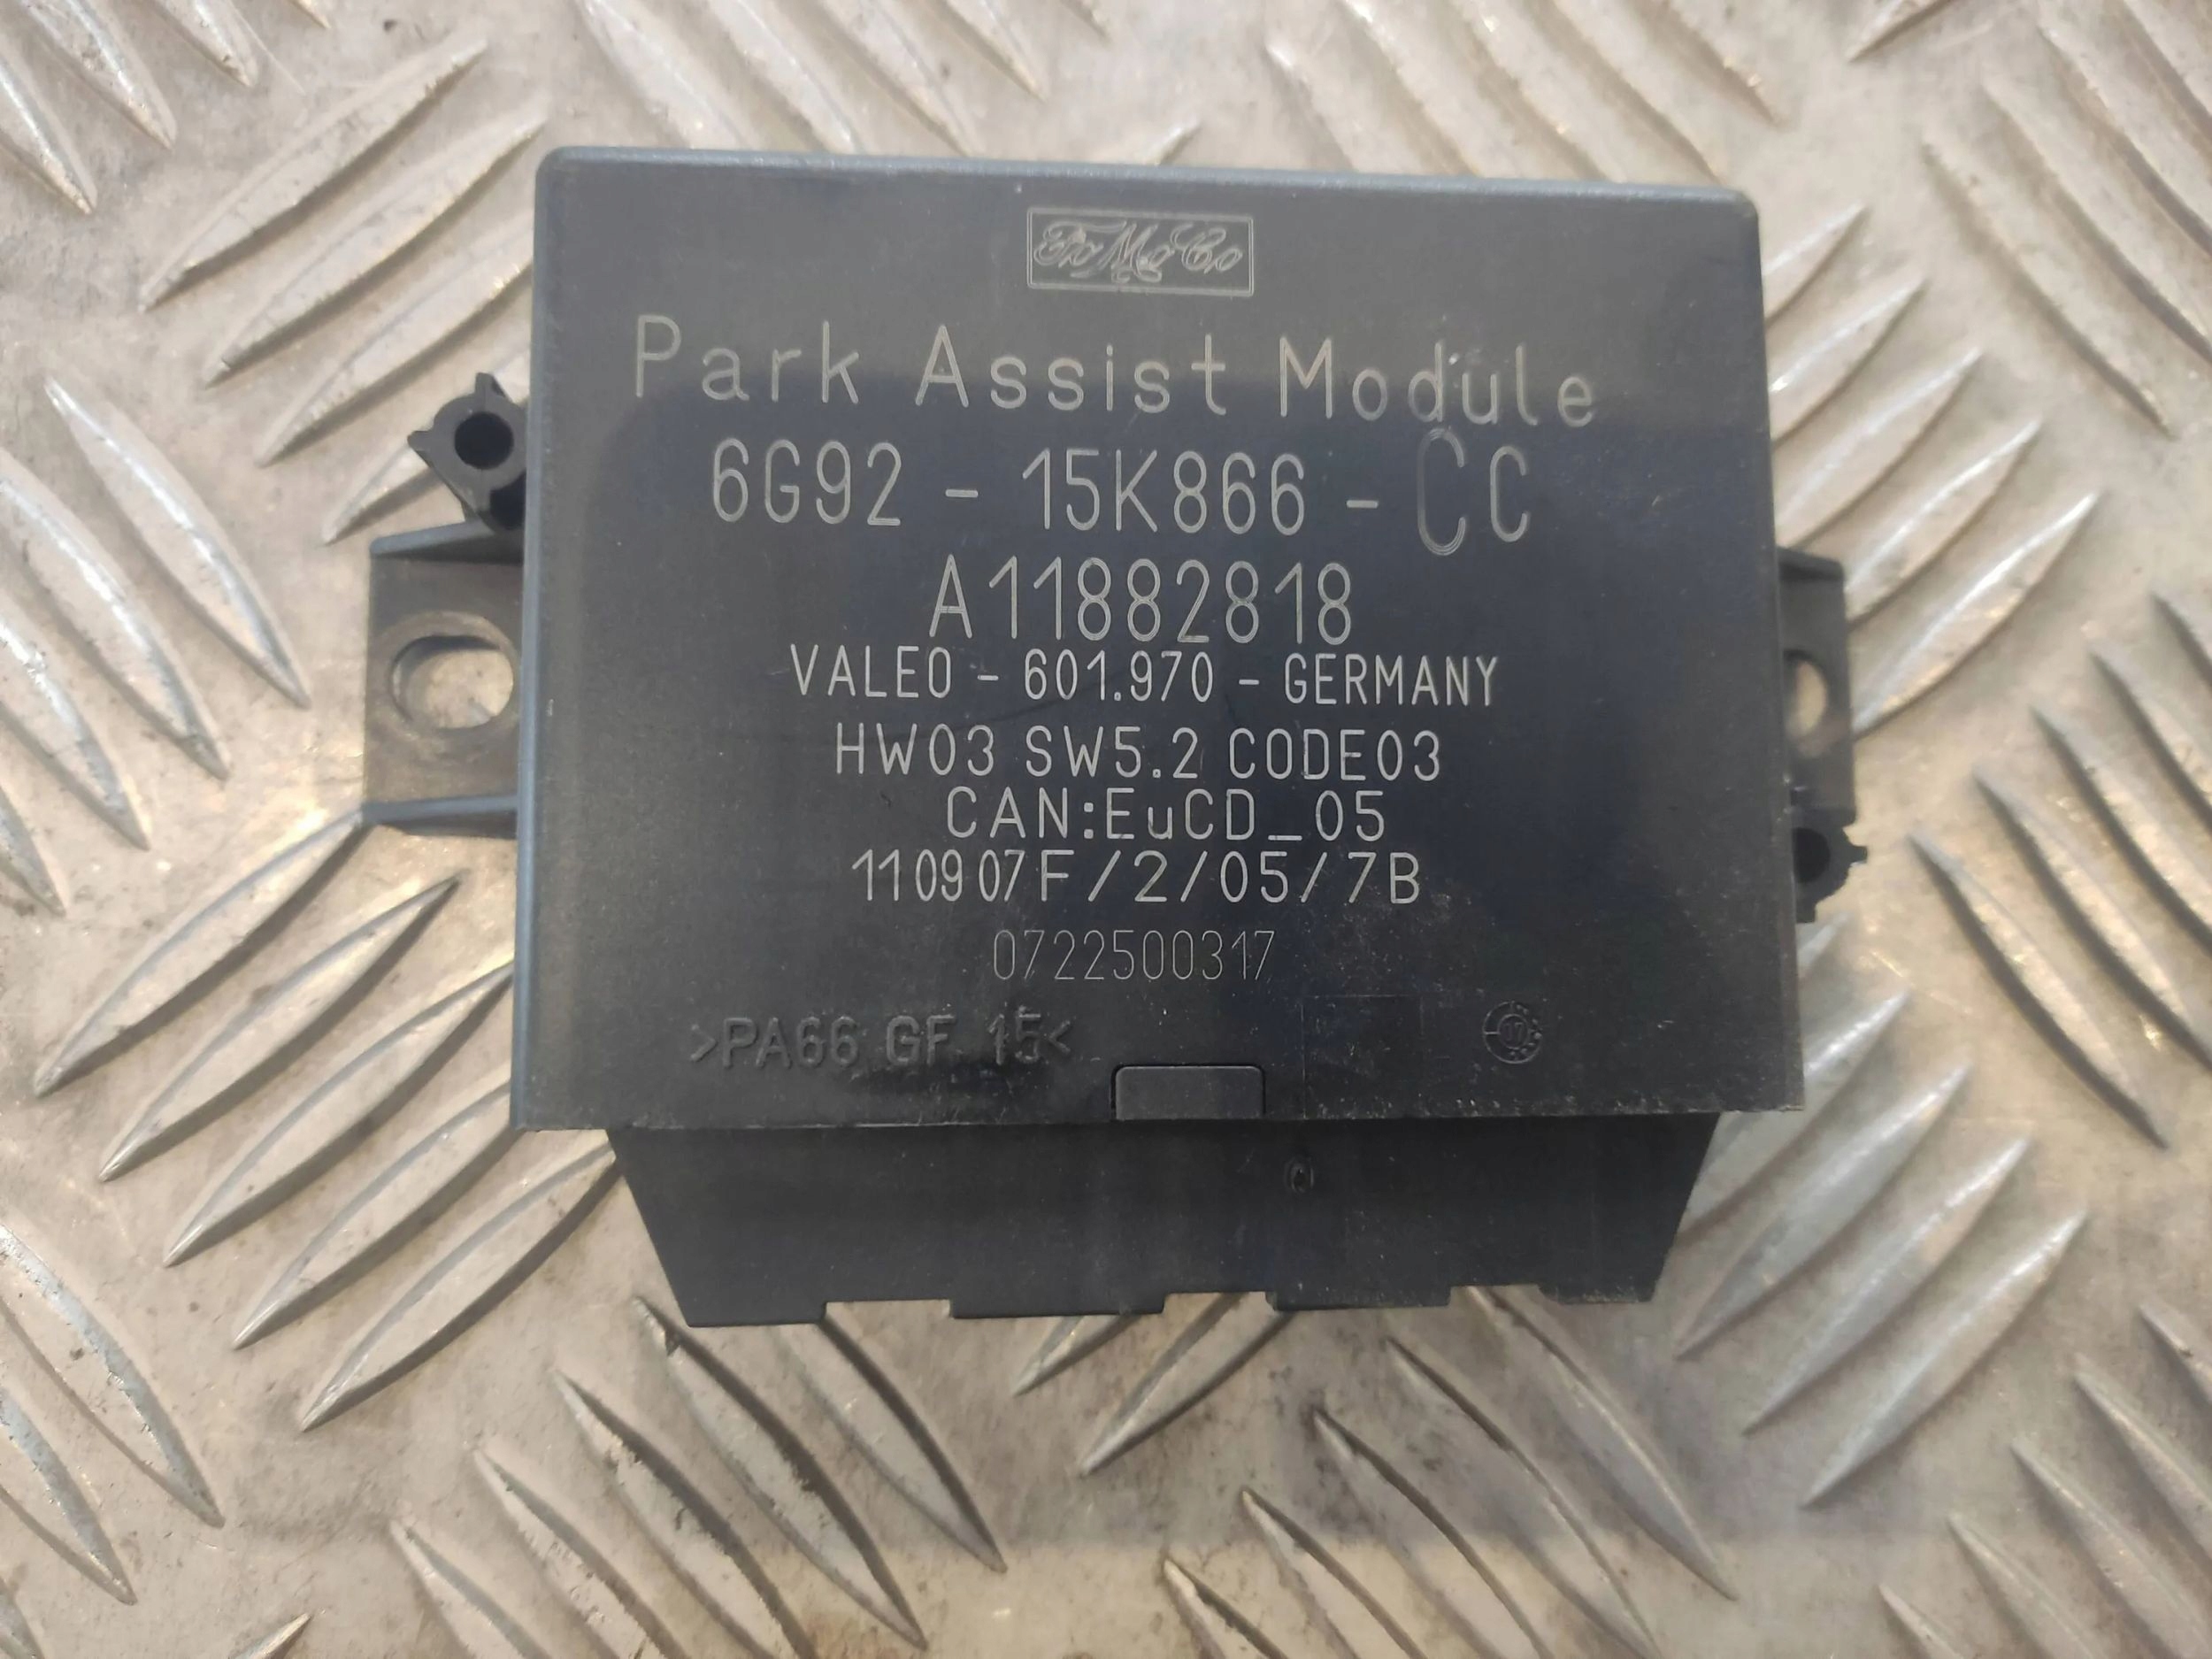 FoMoCo
Park Assist Module
6G92 - 15K866 - CC
A11882818
VALEO - 601.970 - GERMANY
HW03 SW5.2 CODE03
CAN:EuCD_05
110907F/2/05/7B
0722500317
>PA66 GF 15<